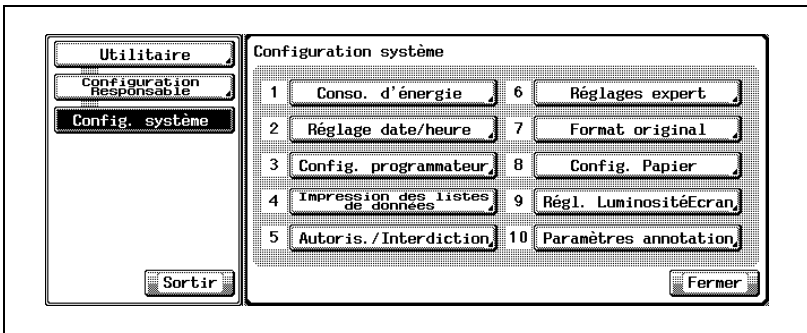 Utilitaire
Configuration
Responsable
Config. système
Sortir
Configuration système
1 Conso. d'énergie
2 Réglage date/heure
3 Config. programmateur
4 Impression des listes
de données
5 Autoris./Interdiction
6 Réglages expert
7 Format original
8 Config. Papier
9 Régl. LuminositéEcran
10 Paramètres annotation
Fermer